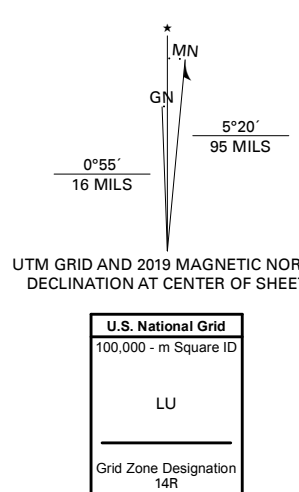 ★
MN
GN
5°20´
95 MILS
0°55´
16 MILS
UTM GRID AND 2019 MAGNETIC NOR
DECLINATION AT CENTER OF SHEET
U.S. National Grid
100,000 - m Square ID
LU
Grid Zone Designation
14R